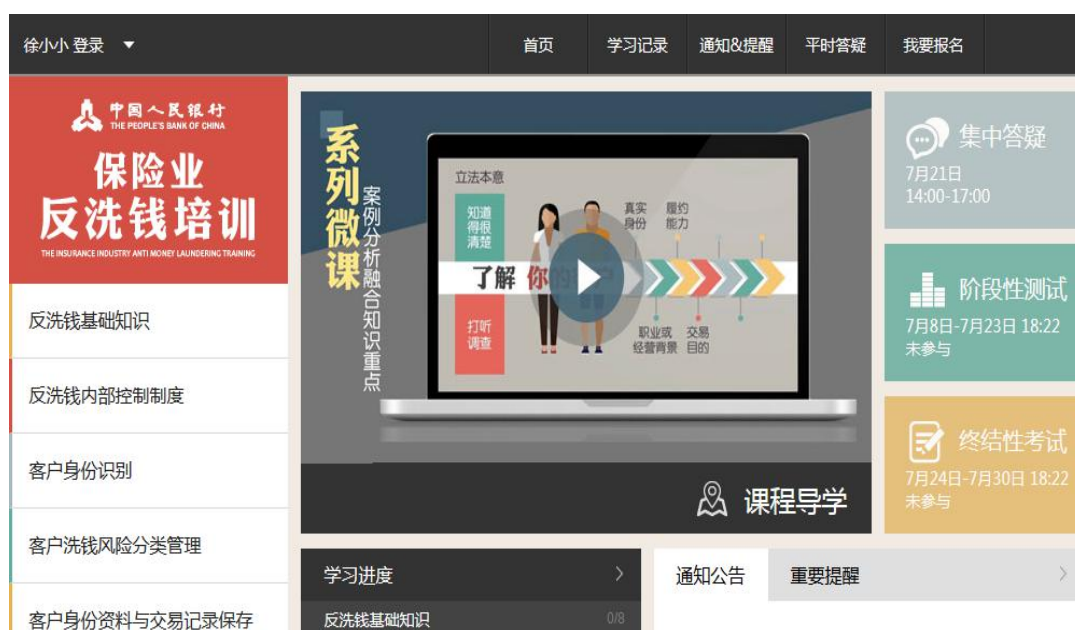 徐小小 登录
首页 学习记录 通知&提醒 平时答疑 我要报名
中国人民银行
THE PEOPLE'S BANK OF CHINA
保险业
反洗钱培训
THE INSURANCE INDUSTRY ANTI MONEY LAUNDERING TRAINING
反洗钱基础知识
反洗钱内部控制制度
客户身份识别
客户洗钱风险分类管理
客户身份资料与交易记录保存
系列微课
案例分析融合知识重点
立法本意
知道
得很
清楚
真实
身份
履约
能力
了解 你的
打听
调查
职业或
经营背景
交易
目的
课程导学
集中答疑
7月21日
14:00-17:00
阶段性测试
7月8日-7月23日 18:22
未参与
终结性考试
7月24日-7月30日 18:22
未参与
学习进度
反洗钱基础知识 0/8
通知公告 重要提醒